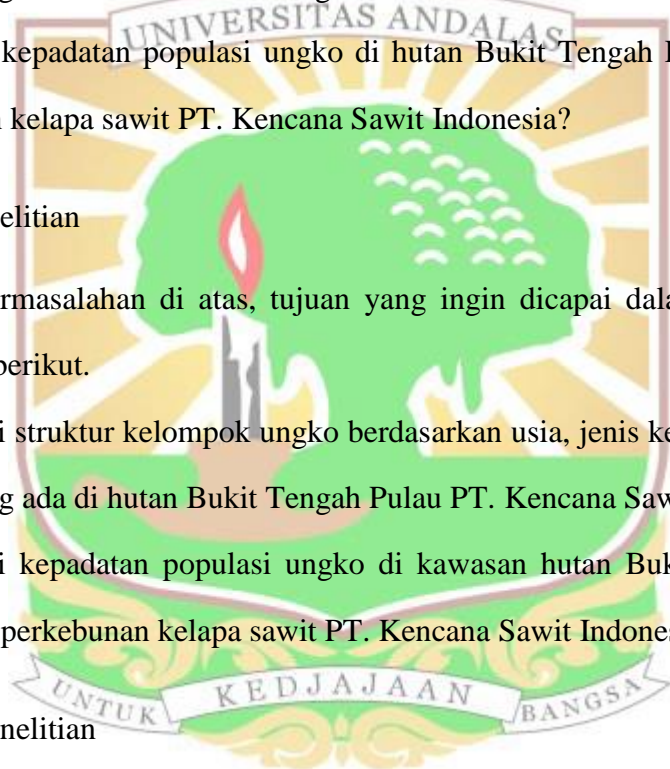 UNIVERSITAS ANDALAS
kepadatan populasi ungko di hutan Bukit Tengah
kelapa sawit PT. Kencana Sawit Indonesia?
elitian
rmasalahan di atas, tujuan yang ingin dicapai dala
berikut.
i struktur kelompok ungko berdasarkan usia, jenis ke
g ada di hutan Bukit Tengah Pulau PT. Kencana Saw
i kepadatan populasi ungko di kawasan hutan Buk
perkebunan kelapa sawit PT. Kencana Sawit Indones
UNTUK KEDJAJAAN BANGSA
nelitian